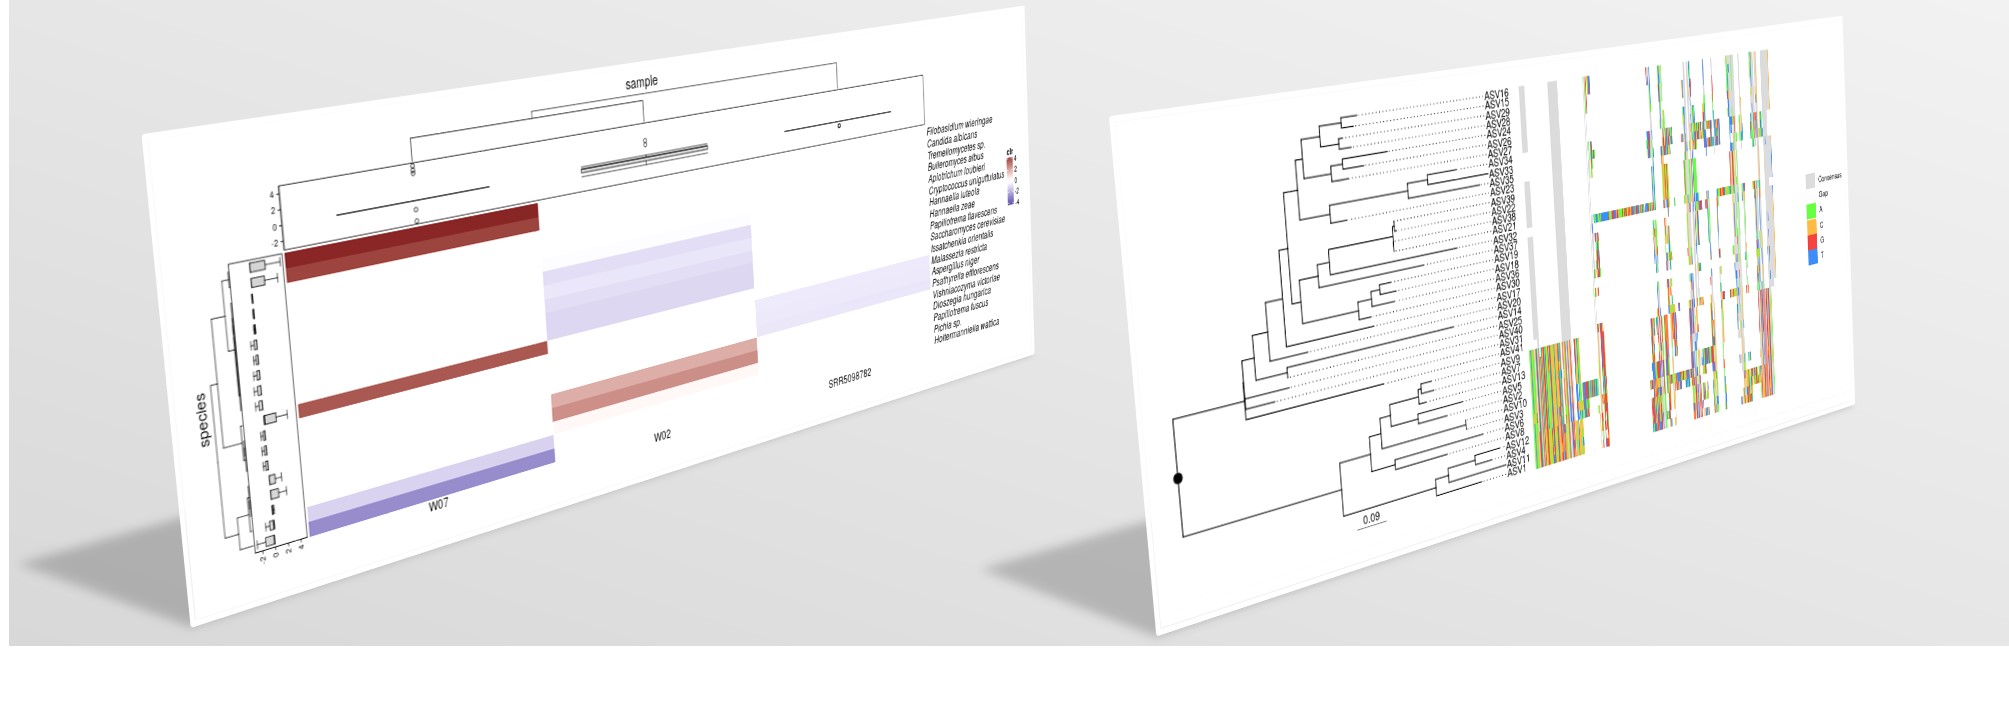 sample
4
2
0
-2
species
-2
0
2
4
W07
W02
SRR5098782
Filobasidium wieringae
Candida albicans
Tremellomycetes sp.
Bulleromyces albus
Apiotrichum loubieri
Cryptococcus uniguttulatus
Hannaella luteola
Hannaella zeae
Papiliotrema flavescens
Saccharomyces cerevisiae
Issatchenkia orientalis
Malassezia restricta
Aspergillus niger
Psathyrella efflorescens
Vishniacozyma victoriae
Dioszegia hungarica
Papiliotrema fuscus
Pichia sp.
Holtermanniella wattica
clr
4
2
0
-2
-4
ASV16
ASV15
ASV29
ASV28
ASV24
ASV26
ASV27
ASV34
ASV33
ASV35
ASV23
ASV39
ASV22
ASV38
ASV21
ASV32
ASV37
ASV19
ASV18
ASV36
ASV30
ASV17
ASV20
ASV14
ASV25
ASV40
ASV31
ASV41
ASV9
ASV7
ASV13
ASV5
ASV2
ASV10
ASV3
ASV6
ASV8
ASV12
ASV4
ASV11
ASV1
0.09
Consensus
Gap
A
C
G
T